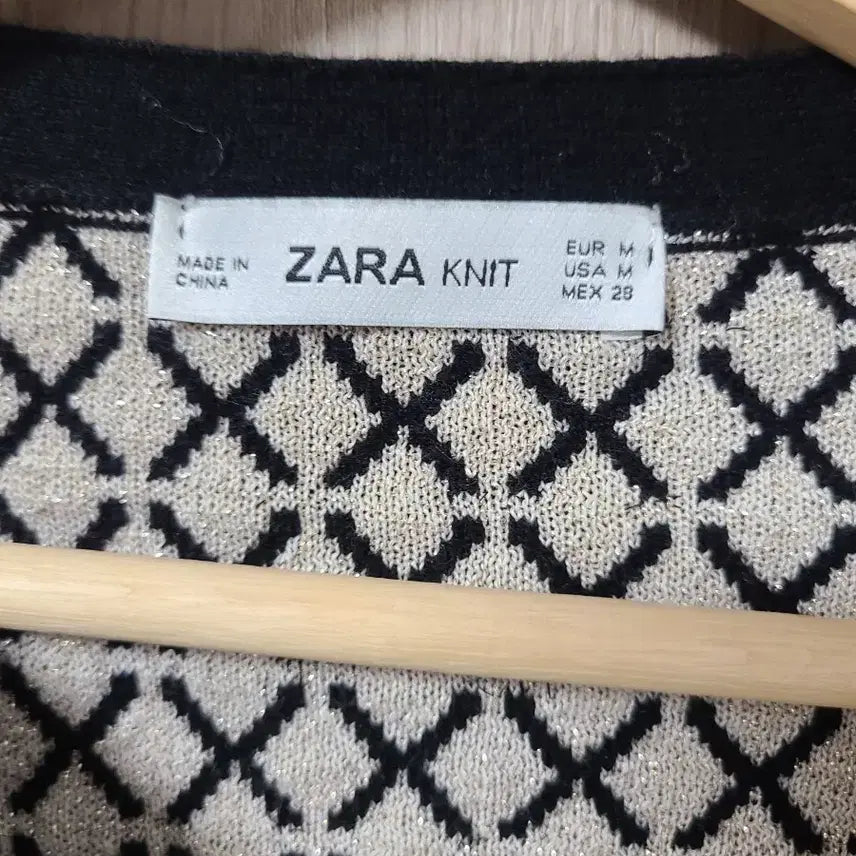 MADE IN
CHINA
ZARA KNIT
EUR M
USA M
MEX 28